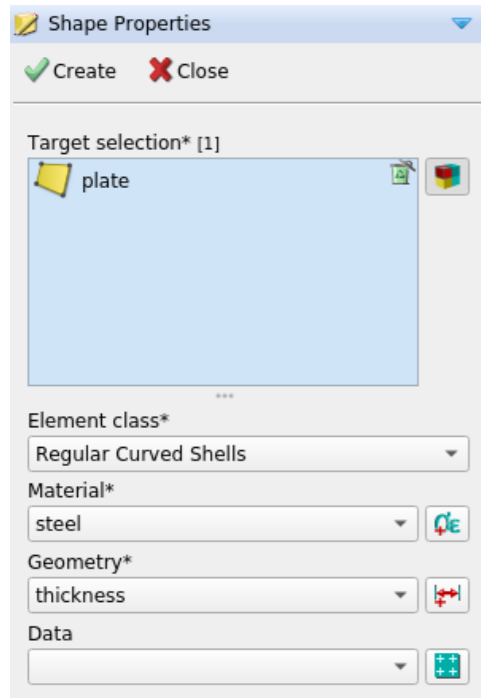 Shape Properties
Create Close
Target selection* [1]
plate
Element class*
Regular Curved Shells
Material*
steel
Geometry*
thickness
Data